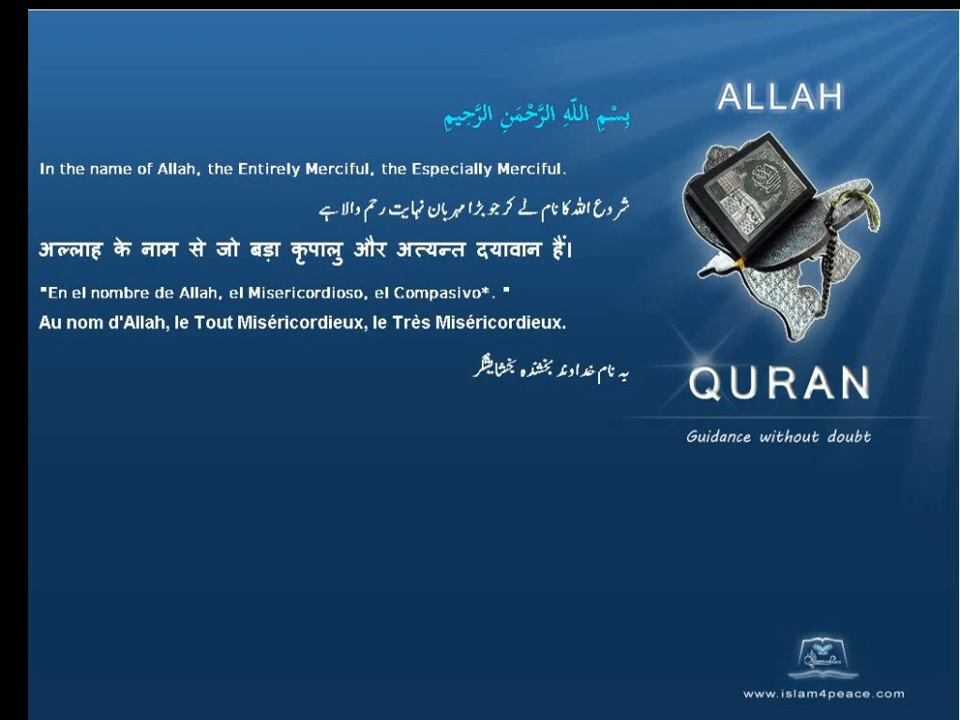 بِسْمِ اللَّهِ الرَّحْمَنِ الرَّحِيمِ
In the name of Allah, the Entirely Merciful, the Especially Merciful.
شروع اللہ کا نام لے کر جو بڑا مہربان نہایت رحم والا ہے
अल्लाह के नाम से जो बड़ा कृपालु और अत्यन्त दयावान हैं।
"En el nombre de Allah, el Misericordioso, el Compasivo*. "
Au nom d'Allah, le Tout Miséricordieux, le Très Miséricordieux.
به نام خداوند بخشنده بخشایشگر
ALLAH
QURAN
Guidance without doubt
www.islam4peace.com